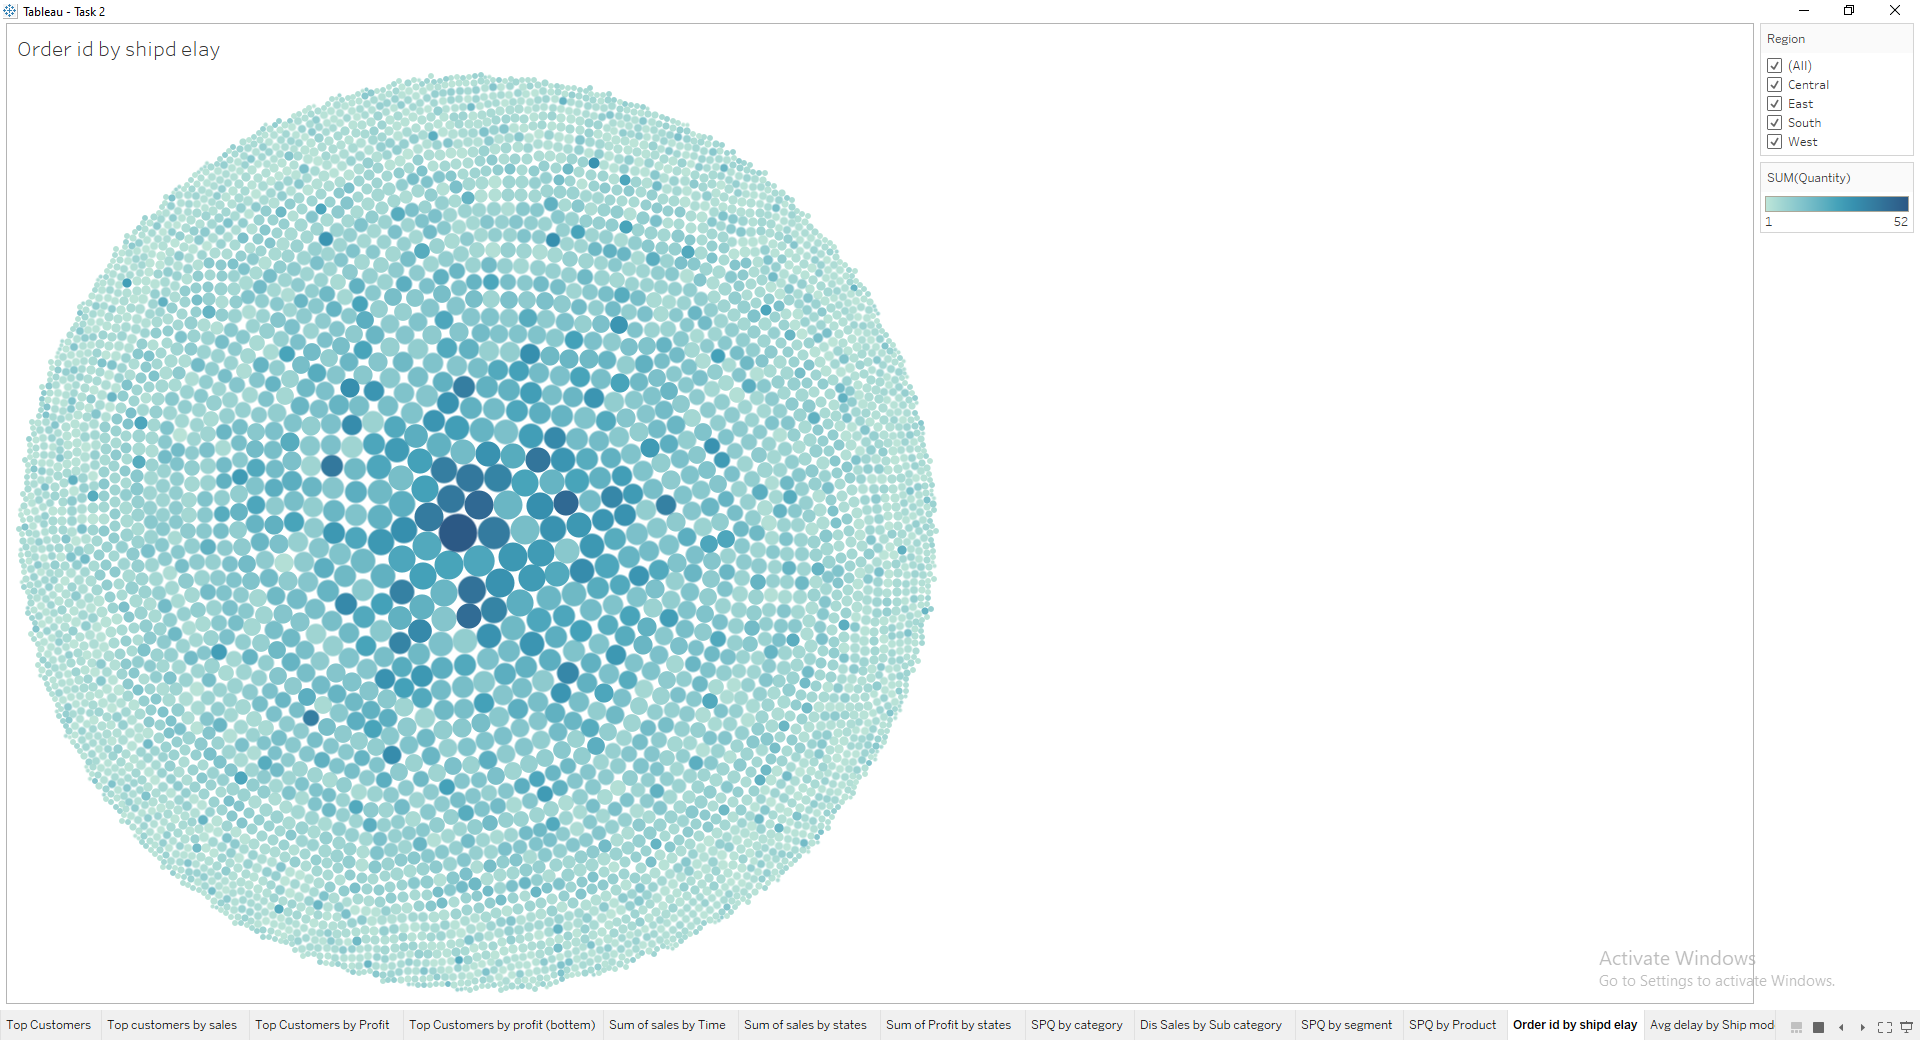 Tableau - Task 2
Order id by shipd elay
Region
(All)
Central
East
South
West
SUM(Quantity)
1 52
Activate Windows
Go to Settings to activate Windows.
Top Customers Top customers by sales Top Customers by Profit Top Customers by profit (bottem) Sum of sales by Time Sum of sales by states Sum of Profit by states SPQ by category Dis Sales by Sub category SPQ by segment SPQ by Product Order id by shipd elay Avg delay by Ship mod